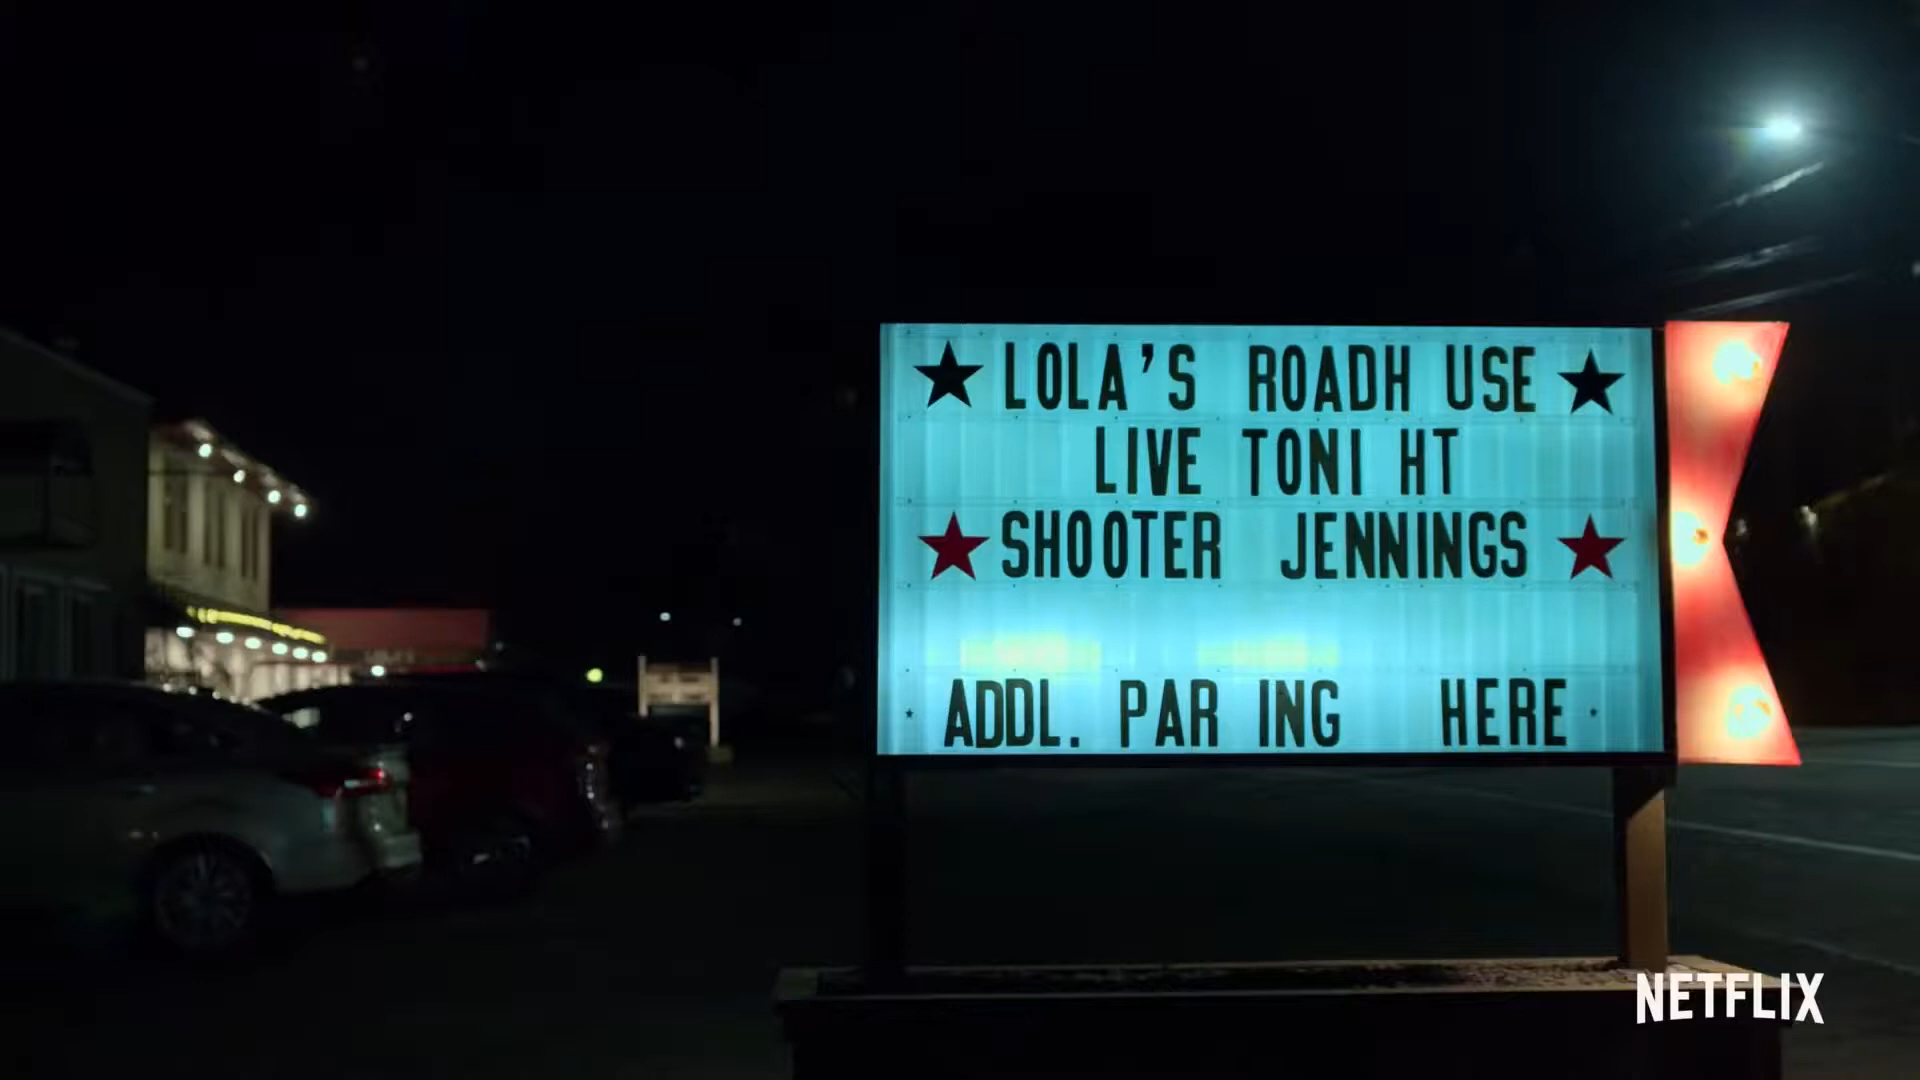 LOLA'S ROADH USE
LIVE TONI HT
SHOOTER JENNINGS
ADDL. PAR ING HERE
NETFLIX